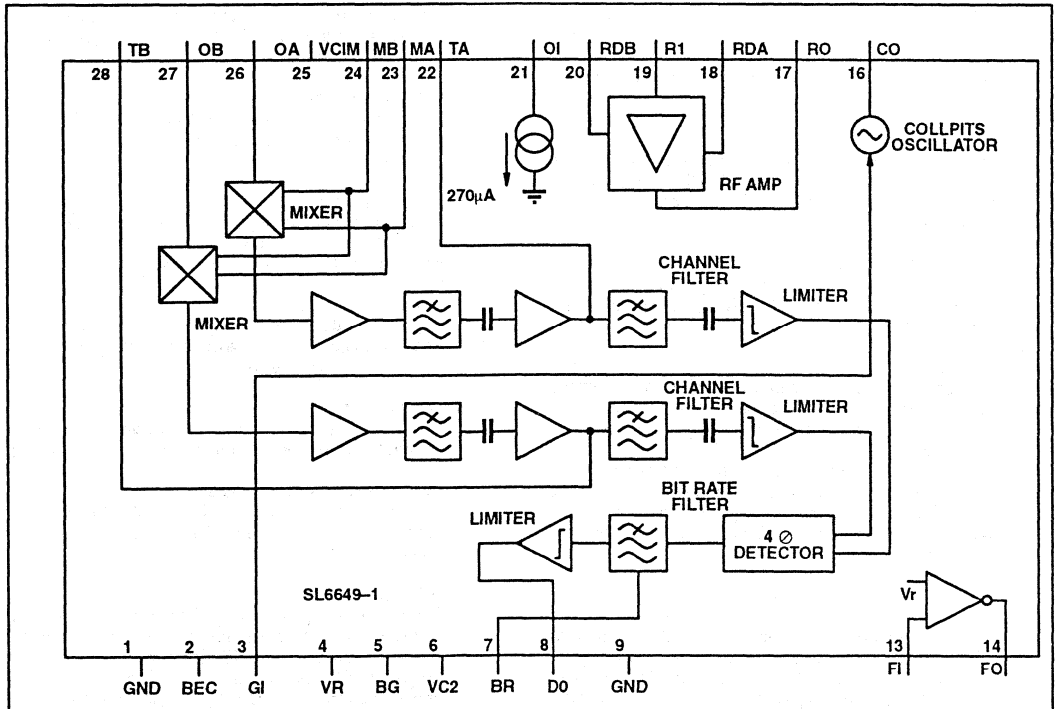 TB OB OA VCIM MB MA TA OI RDB R1 RDA RO CO
28 27 26 25 24 23 22 21 20 19 18 17 16
COLLPITS
OSCILLATOR
270µA
RF AMP
MIXER
MIXER
CHANNEL
FILTER
LIMITER
CHANNEL
FILTER
LIMITER
BIT RATE
FILTER
LIMITER
4 ∅
DETECTOR
SL6649–1
Vr
1 2 3 4 5 6 7 8 9 13 14
GND BEC GI VR BG VC2 BR D0 GND FI FO